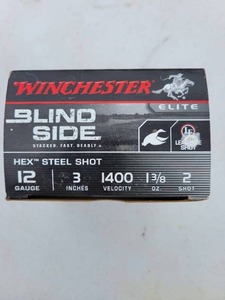 WINCHESTER
ELITE
BLIND
SIDE
STACKED. FAST. DEADLY.
HEX™ STEEL SHOT
12 3 1400 1 3/8 2
GAUGE INCHES VELOCITY OZ. SHOT